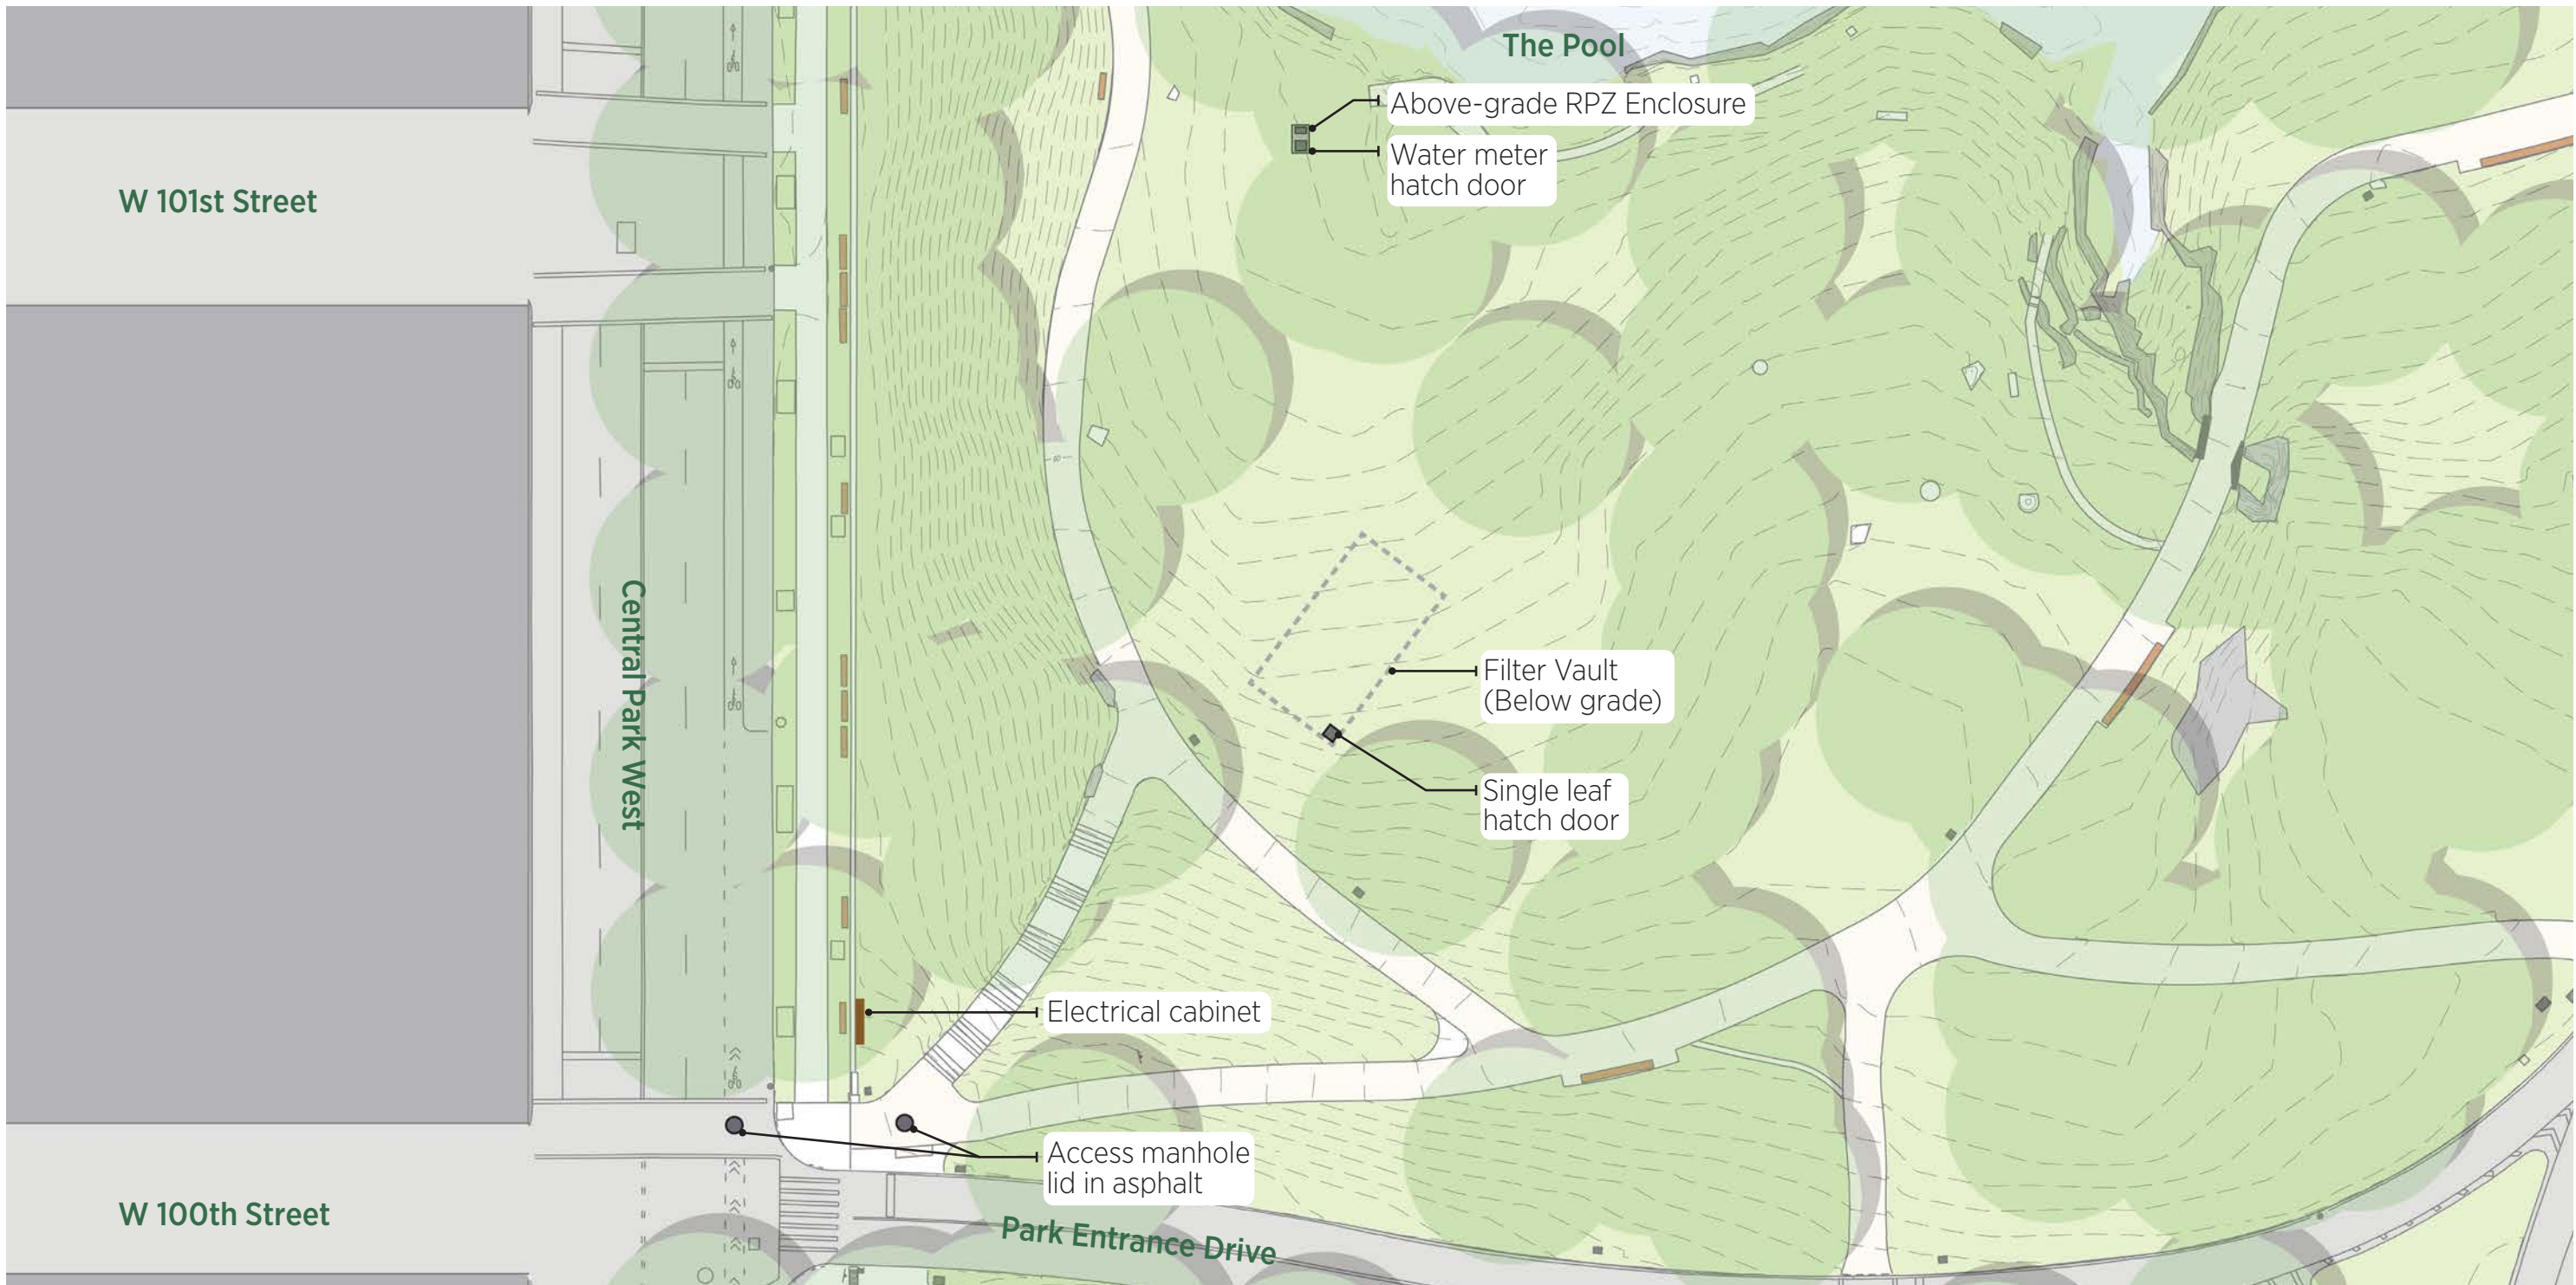 The Pool
Above-grade RPZ Enclosure
Water meter
hatch door
W 101st Street
Central Park West
Filter Vault
(Below grade)
Single leaf
hatch door
Electrical cabinet
Access manhole
lid in asphalt
W 100th Street
Park Entrance Drive